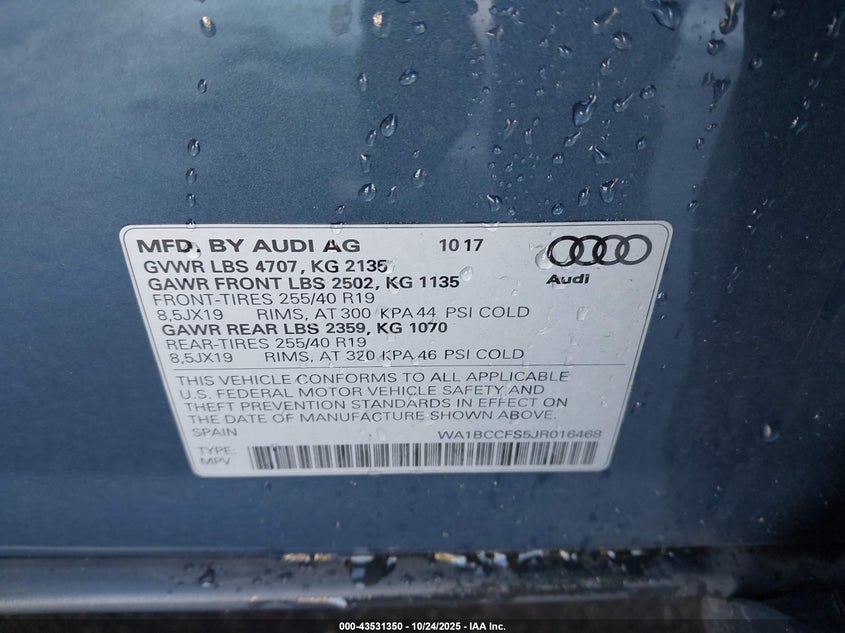 MFD. BY AUDI AG 10 17
GVWR LBS 4707, KG 2135
GAWR FRONT LBS 2502, KG 1135
FRONT-TIRES 255/40 R19
8,5JX19 RIMS, AT 300 KPA 44 PSI COLD
GAWR REAR LBS 2359, KG 1070
REAR-TIRES 255/40 R19
8,5JX19 RIMS, AT 320 KPA 46 PSI COLD
Audi
THIS VEHICLE CONFORMS TO ALL APPLICABLE
U.S. FEDERAL MOTOR VEHICLE SAFETY AND
THEFT PREVENTION STANDARDS IN EFFECT ON
THE DATE OF MANUFACTURE SHOWN ABOVE.
SPAIN WA1BCCFS5JR016468
TYPE:
MPV
000-43531350 - 10/24/2025 - IAA Inc.